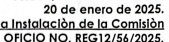 20 de enero de 2025.
a Instalación de la Comisión
OFICIO NO. REG12/56/2025.